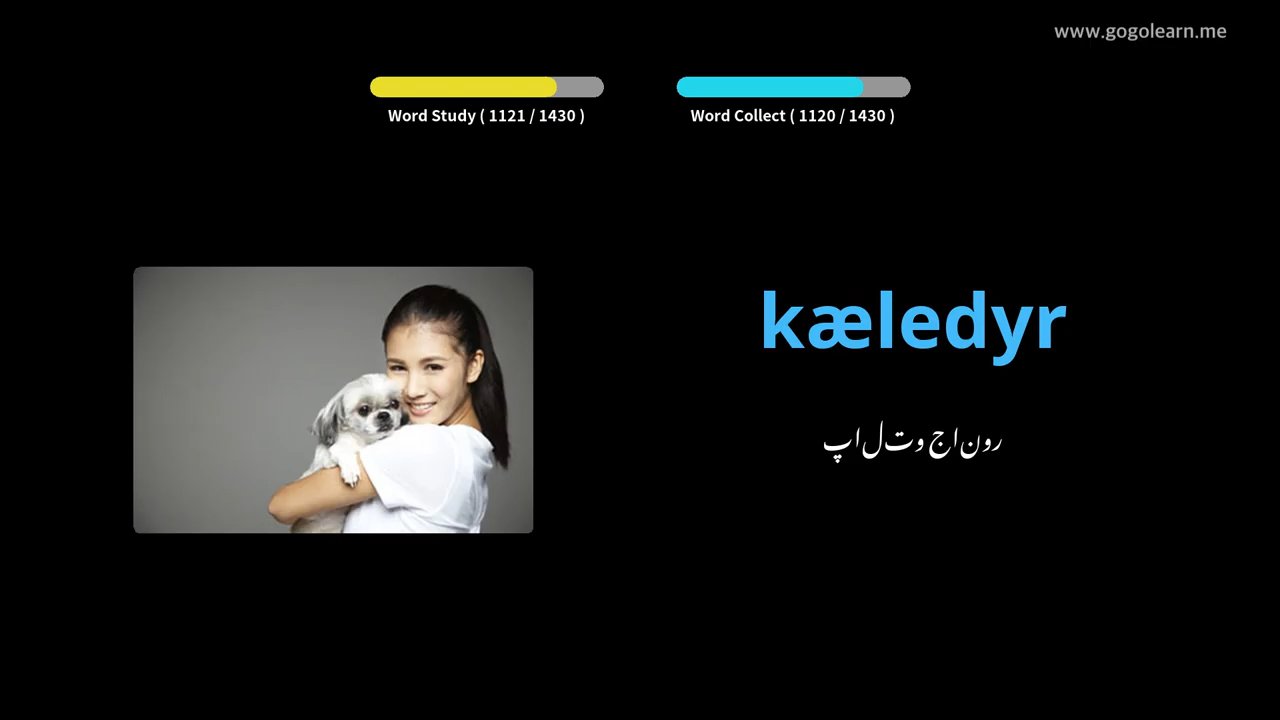 www.gogolearn.me
Word Study ( 1121 / 1430 )
Word Collect ( 1120 / 1430 )
kæledyr
پالتو جانور